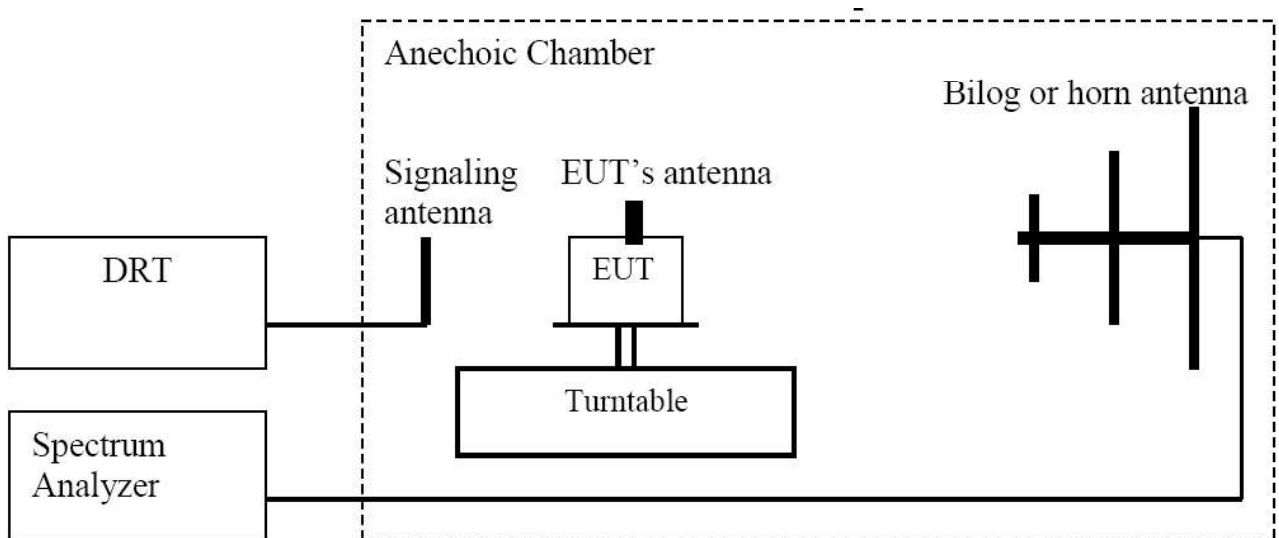 Anechoic Chamber
Bilog or horn antenna
Signaling
antenna
EUT’s antenna
DRT
EUT
Turntable
Spectrum
Analyzer